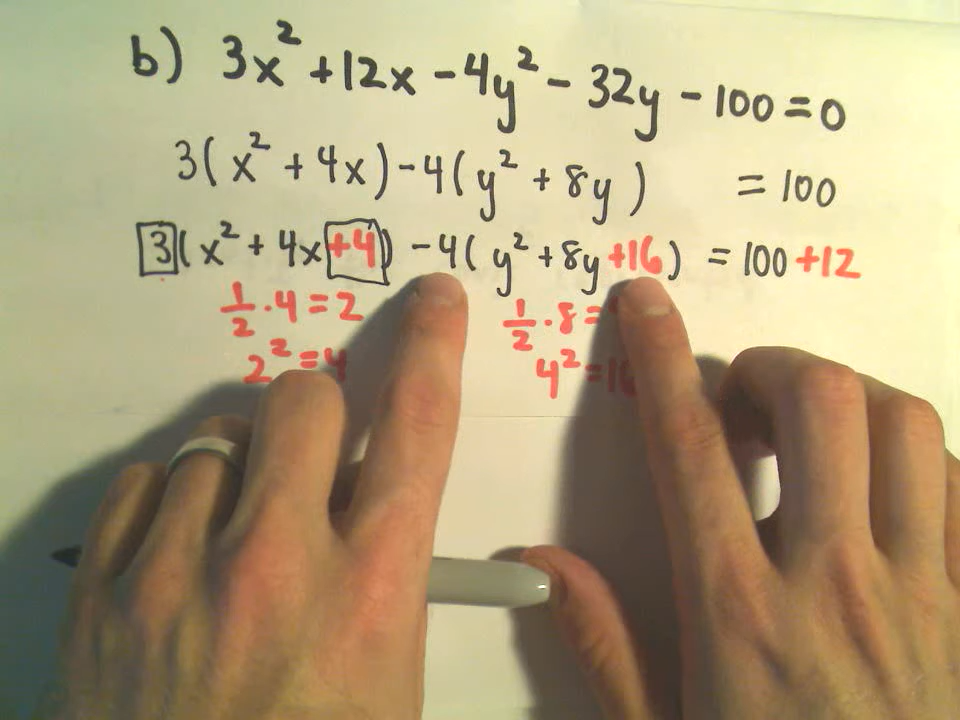 b) 3x² + 12x - 4y² - 32y - 100 = 0
3(x² + 4x) - 4(y² + 8y) = 100
3(x² + 4x +4) - 4(y² + 8y +16) = 100 +12
1/2 · 4 = 2 1/2 · 8 =
2² = 4 4² = 16